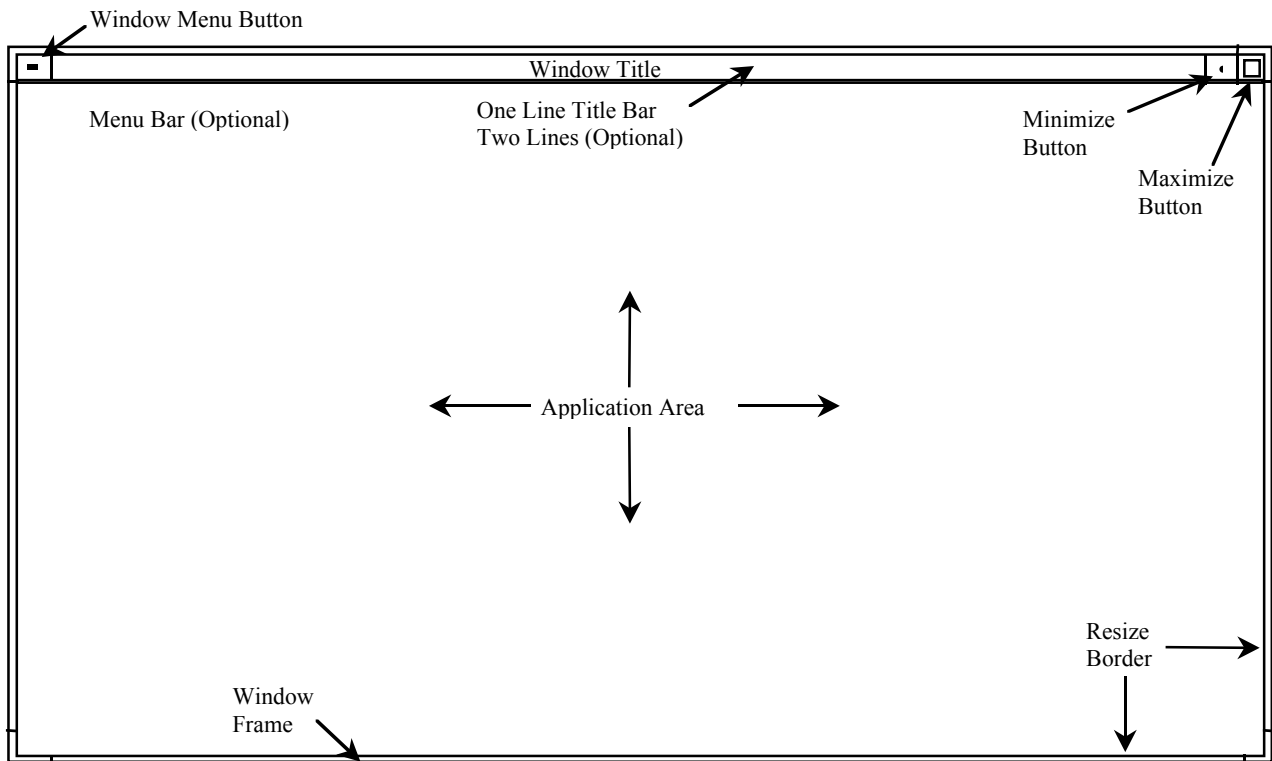 Window Menu Button
Window Title
Menu Bar (Optional)
One Line Title Bar
Two Lines (Optional)
Minimize
Button
Maximize
Button
Application Area
Resize
Border
Window
Frame